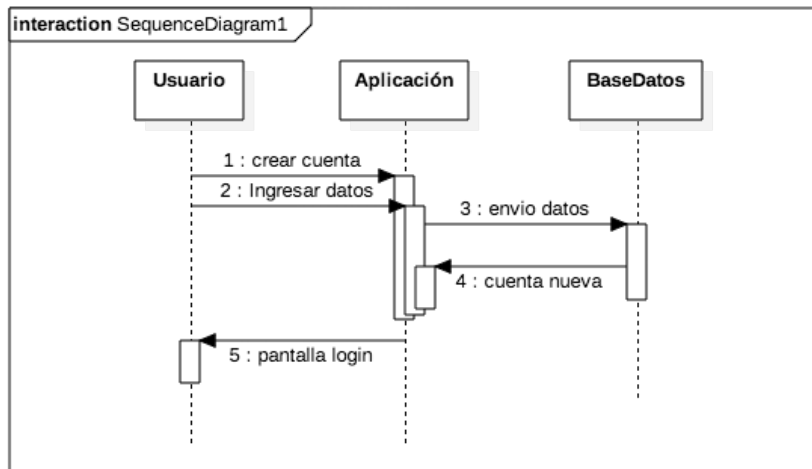 interaction SequenceDiagram1
Usuario
Aplicación
BaseDatos
1 : crear cuenta
2 : Ingresar datos
3 : envio datos
4 : cuenta nueva
5 : pantalla login